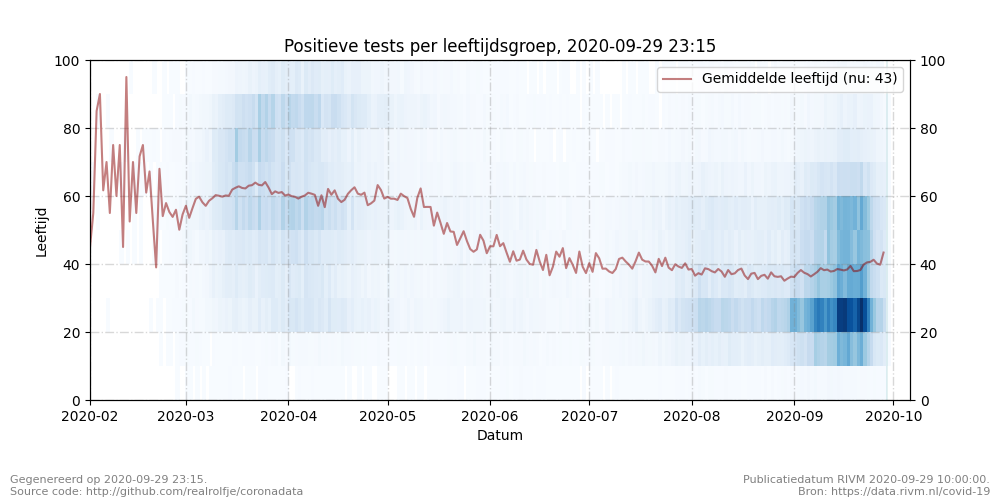 Positieve tests per leeftijdsgroep, 2020-09-29 23:15
Gemiddelde leeftijd (nu: 43)
100
80
60
40
20
0
Leeftijd
100
80
60
40
20
0
2020-02 2020-03 2020-04 2020-05 2020-06 2020-07 2020-08 2020-09 2020-10
Datum
Gegenereerd op 2020-09-29 23:15.
Source code: http://github.com/realrolfje/coronadata
Publicatiedatum RIVM 2020-09-29 10:00:00.
Bron: https://data.rivm.nl/covid-19